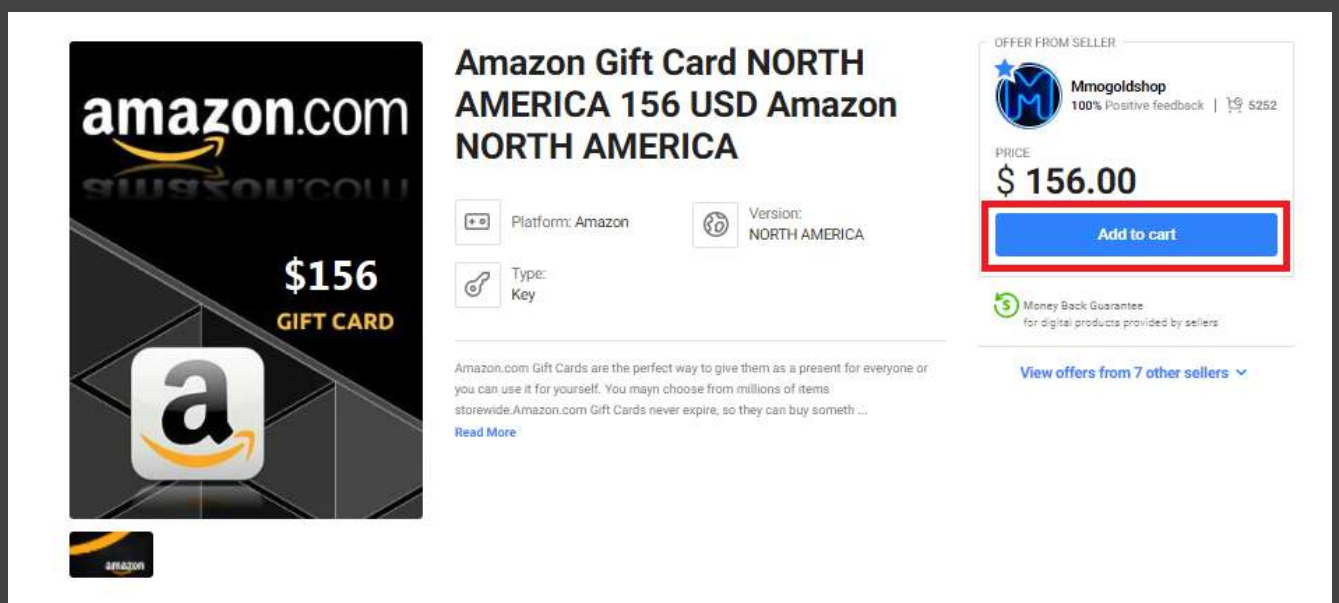 amazon.com
$156
GIFT CARD
a
amazon
Amazon Gift Card NORTH
AMERICA 156 USD Amazon
NORTH AMERICA
Platform: Amazon
Version:
NORTH AMERICA
Type:
Key
Amazon.com Gift Cards are the perfect way to give them as a present for everyone or
you can use it for yourself. You mayn choose from millions of items
storewide.Amazon.com Gift Cards never expire, so they can buy someth ...
Read More
OFFER FROM SELLER
M
Mmogoldshop
100% Positive feedback | 5252
PRICE
$ 156.00
Add to cart
Money Back Guarantee
for digital products provided by sellers
View offers from 7 other sellers